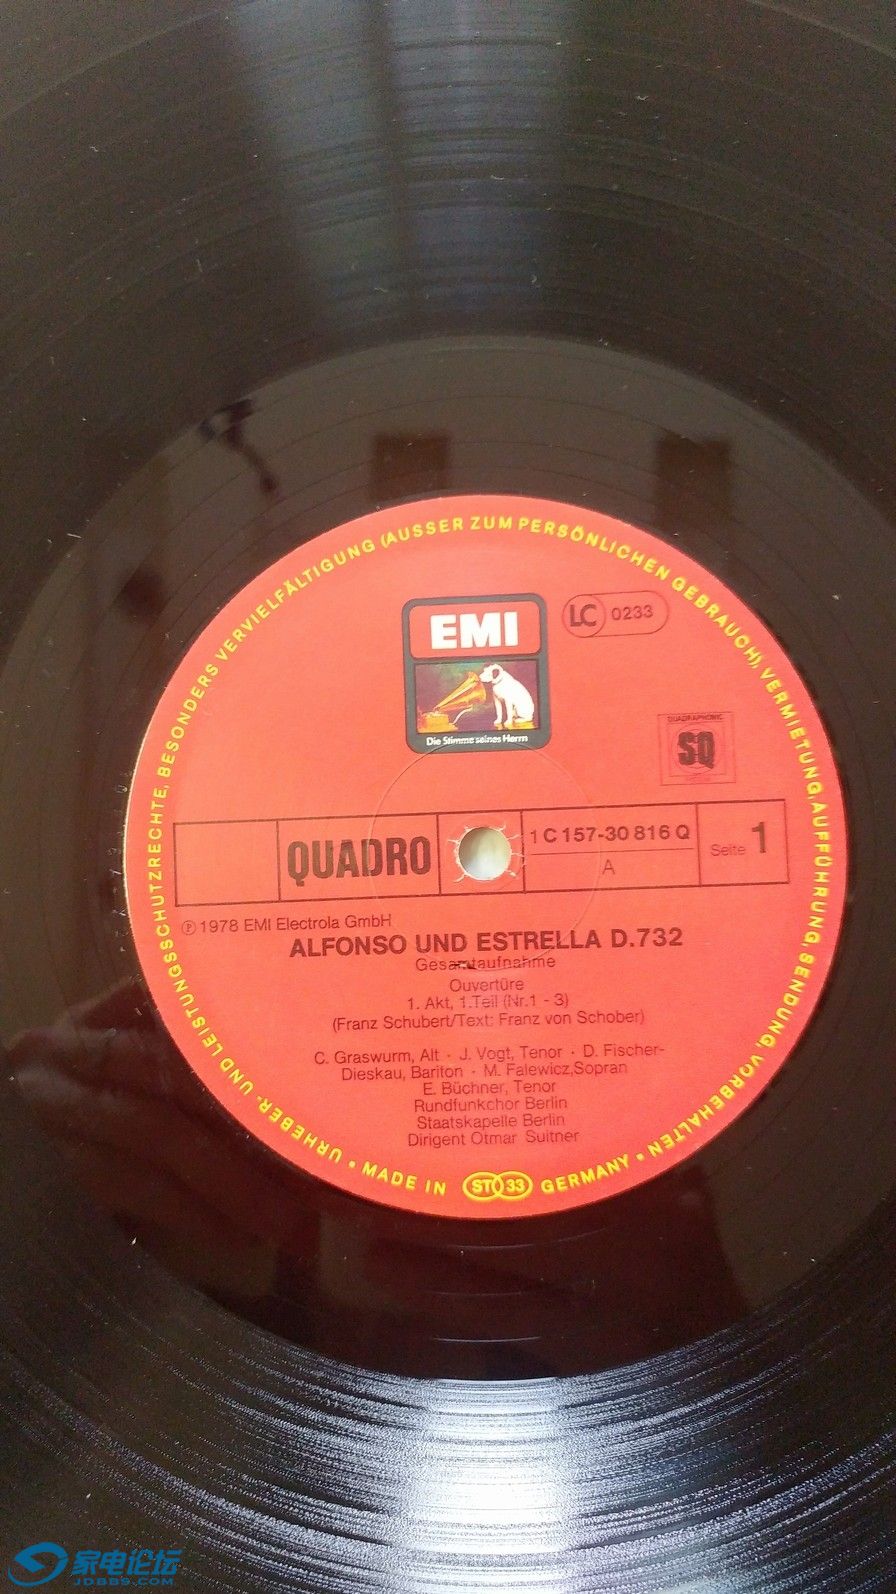 URHEBER- UND LEISTUNGSSCHUTZRECHTE, BESONDERS VERVIELFÄLTIGUNG (AUSSER ZUM PERSÖNLICHEN GEBRAUCH), VERMIETUNG, AUFFÜHRUNG, SENDUNG, VORBEHALTEN •
EMI
LC 0233
Die Stimme seines Herrn
QUADRAPHONIC
SQ
QUADRO
1 C 157-30 816 Q
A
Seite 1
Ⓟ 1978 EMI Electrola GmbH
ALFONSO UND ESTRELLA D.732
Gesamtaufnahme
Ouvertüre
1. Akt, 1.Teil (Nr.1 - 3)
(Franz Schubert/Text: Franz von Schober)
C. Graswurm, Alt · J. Vogt, Tenor · D. Fischer-
Dieskau, Bariton · M. Falewicz,Sopran
E. Büchner, Tenor
Rundfunkchor Berlin
Staatskapelle Berlin
Dirigent Otmar Suitner
• MADE IN ST 33 GERMANY •
家电论坛
JDBBS.COM